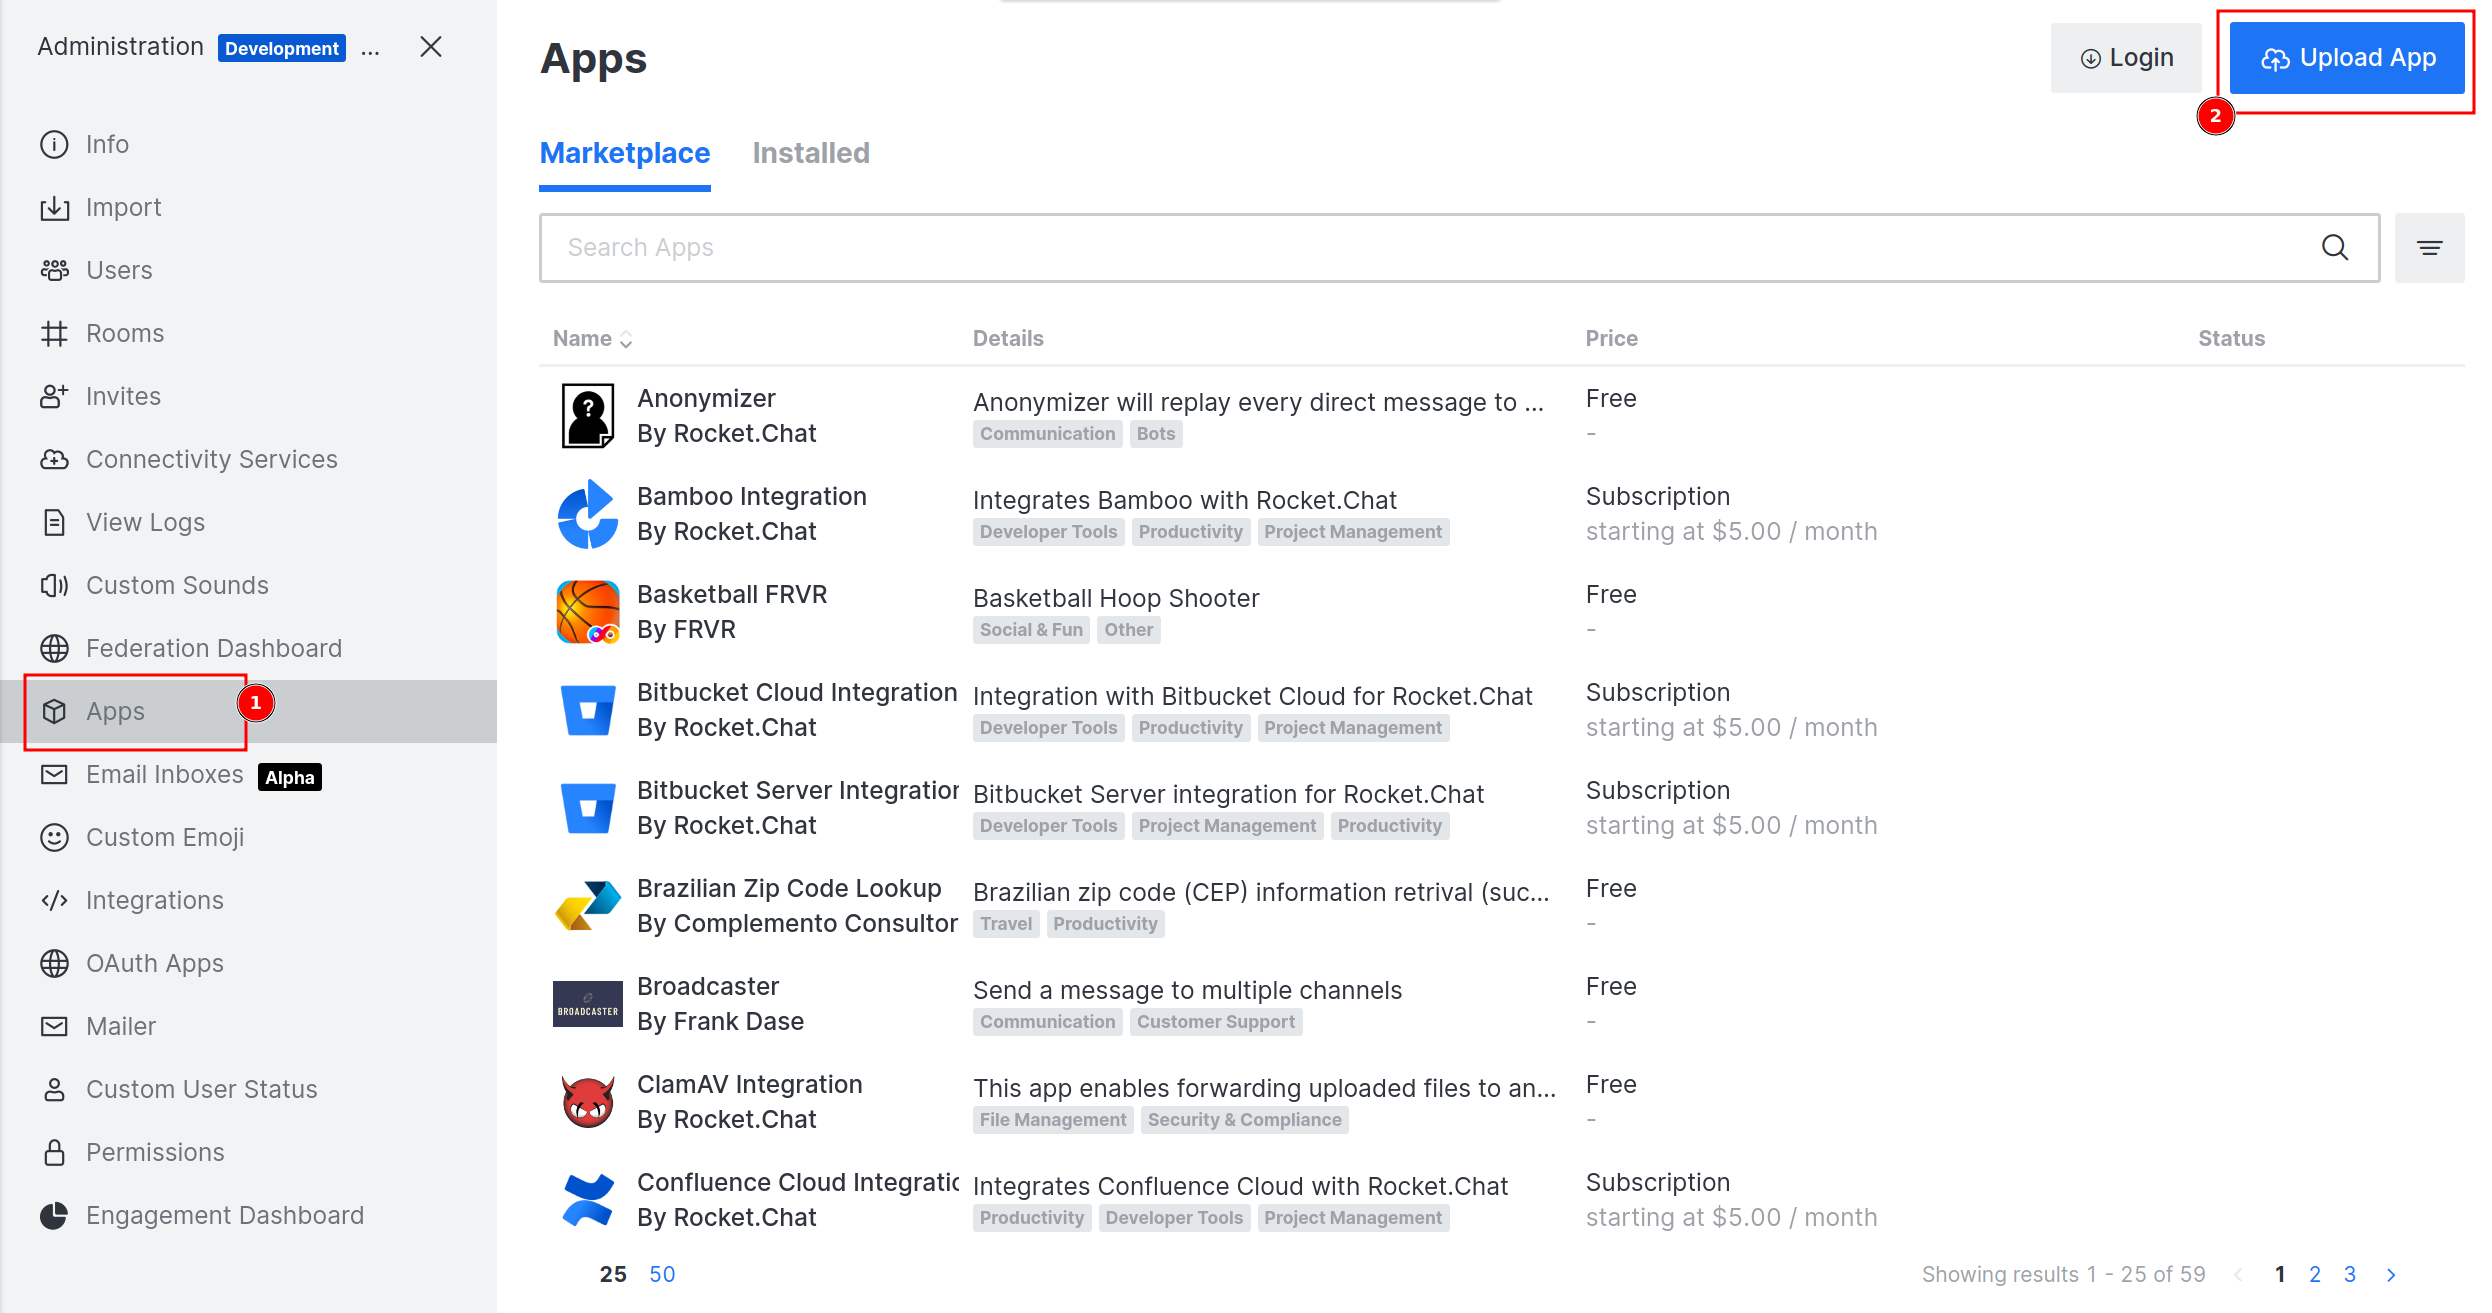 Administration Development ...
Info
Import
Users
Rooms
Invites
Connectivity Services
View Logs
Custom Sounds
Federation Dashboard
Apps
1
Email Inboxes Alpha
Custom Emoji
Integrations
OAuth Apps
Mailer
Custom User Status
Permissions
Engagement Dashboard
Apps
Login
Upload App
2
Marketplace Installed
Search Apps
Name Details Price Status
Anonymizer
By Rocket.Chat
Anonymizer will replay every direct message to ...
Communication Bots
Free
-
Bamboo Integration
By Rocket.Chat
Integrates Bamboo with Rocket.Chat
Developer Tools Productivity Project Management
Subscription
starting at $5.00 / month
Basketball FRVR
By FRVR
Basketball Hoop Shooter
Social & Fun Other
Free
-
Bitbucket Cloud Integration
By Rocket.Chat
Integration with Bitbucket Cloud for Rocket.Chat
Developer Tools Productivity Project Management
Subscription
starting at $5.00 / month
Bitbucket Server Integration
By Rocket.Chat
Bitbucket Server integration for Rocket.Chat
Developer Tools Project Management Productivity
Subscription
starting at $5.00 / month
Brazilian Zip Code Lookup
By Complemento Consultor
Brazilian zip code (CEP) information retrival (suc...
Travel Productivity
Free
-
BROADCASTER
Broadcaster
By Frank Dase
Send a message to multiple channels
Communication Customer Support
Free
-
ClamAV Integration
By Rocket.Chat
This app enables forwarding uploaded files to an...
File Management Security & Compliance
Free
-
Confluence Cloud Integratic
By Rocket.Chat
Integrates Confluence Cloud with Rocket.Chat
Productivity Developer Tools Project Management
Subscription
starting at $5.00 / month
25 50
Showing results 1 - 25 of 59 1 2 3